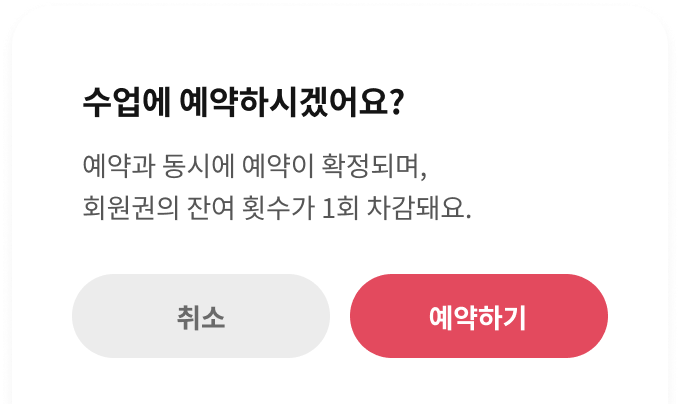 수업에 예약하시겠어요?
예약과 동시에 예약이 확정되며,
회원권의 잔여 횟수가 1회 차감돼요.
취소
예약하기